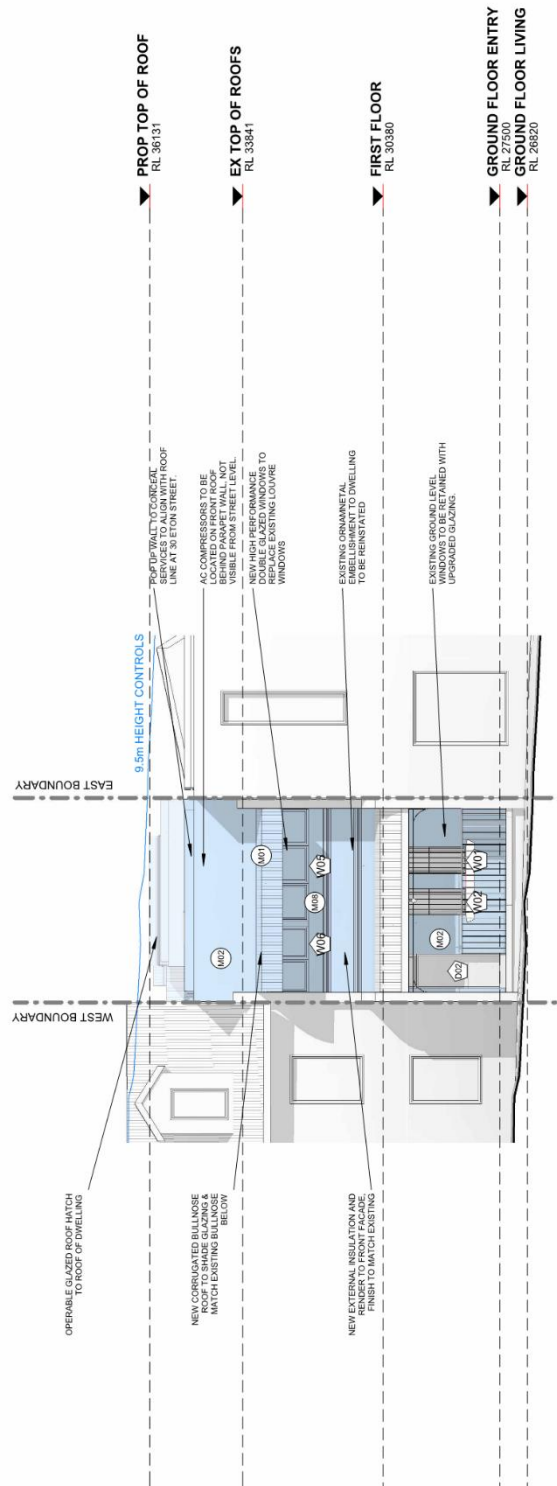 PROP TOP OF ROOF
RL 36131
EX TOP OF ROOFS
RL 33841
FIRST FLOOR
RL 30380
GROUND FLOOR ENTRY
RL 27500
GROUND FLOOR LIVING
RL 26820
POP UP WALL TO CONCEAL
SERVICES TO ALIGN WITH ROOF
LINE AT 30 ETON STREET.
AC COMPRESSORS TO BE
LOCATED ON FRONT ROOF
BEHIND PARAPET WALL, NOT
VISIBLE FROM STREET LEVEL.
NEW HIGH PERFORMANCE
DOUBLE GLAZED WINDOWS TO
REPLACE EXISTING LOUVRE
WINDOWS
EXISTING ORNAMNETAL
EMBELLISHMENT TO DWELLING
TO BE REINSTATED
EXISTING GROUND LEVEL
WINDOWS TO BE RETAINED WITH
UPGRADED GLAZING.
9.5m HEIGHT CONTROLS
EAST BOUNDARY
WEST BOUNDARY
M02
M01
M08
W06
W05
M02
D02
W02
W01
OPERABLE GLAZED ROOF HATCH
TO ROOF OF DWELLING
NEW CORRUGATED BULLNOSE
ROOF TO SHADE GLAZING &
MATCH EXISTING BULLNOSE
BELOW
NEW EXTERNAL INSULATION AND
RENDER TO FRONT FACADE,
FINISH TO MATCH EXISTING